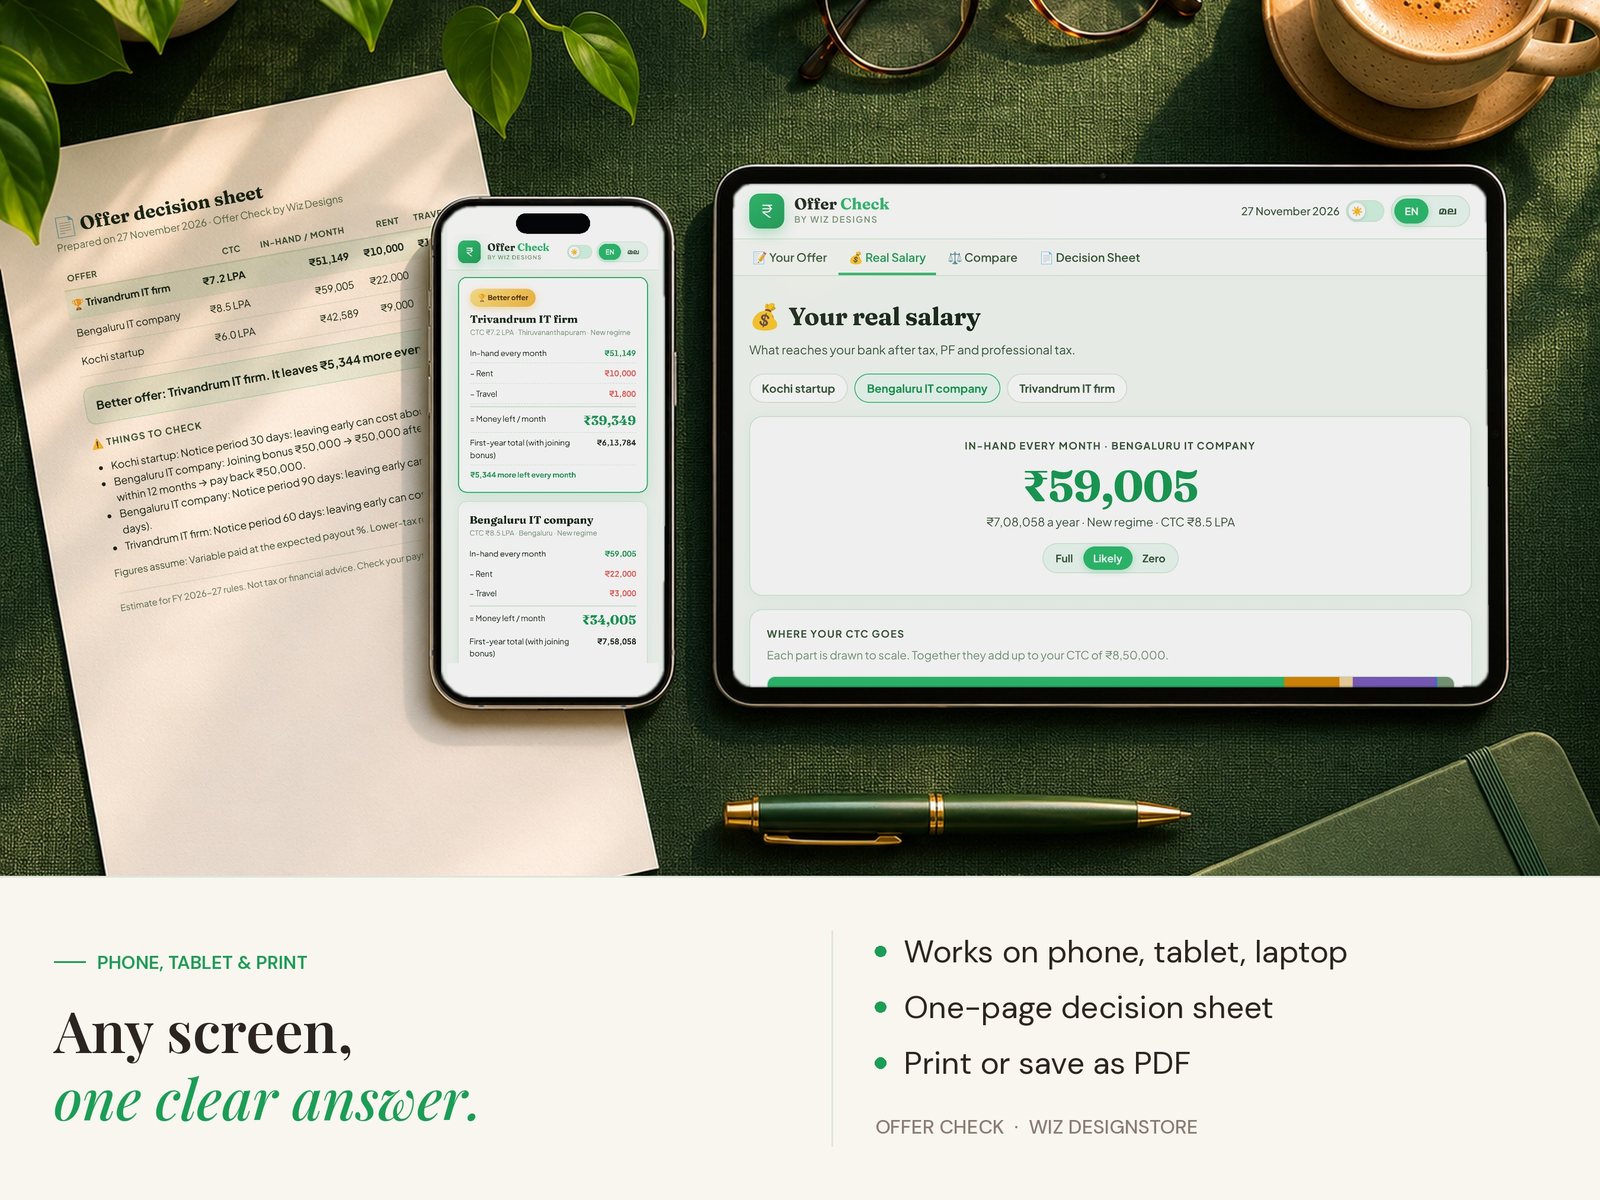 Offer decision sheet
Prepared on 27 November 2026 · Offer Check by Wiz Designs
OFFER CTC IN-HAND / MONTH RENT
Trivandrum IT firm ₹7.2 LPA ₹51,149 ₹10,000
Bengaluru IT company ₹8.5 LPA ₹59,005 ₹22,000
Kochi startup ₹6.0 LPA ₹42,589 ₹9,000
Better offer: Trivandrum IT firm. It leaves ₹5,344 more
THINGS TO CHECK
Kochi startup: Notice period 30 days: leaving early can cost
Bengaluru IT company: Joining bonus ₹50,000 → ₹50,000
within 12 months → pay back ₹50,000.
Bengaluru IT company: Notice period 90 days: leaving early
days).
Trivandrum IT firm: Notice period 60 days: leaving early can
Figures assume: Variable paid at the expected payout %. Lower-tax
Estimate for FY 2026–27 rules. Not tax or financial advice. Check your
₹ Offer Check EN മല
BY WIZ DESIGNS
Better offer
Trivandrum IT firm
CTC ₹7.2 LPA · Thiruvananthapuram · New regime
In-hand every month ₹51,149
– Rent ₹10,000
– Travel ₹1,800
= Money left / month ₹39,349
First-year total (with joining ₹6,13,784
bonus)
₹5,344 more left every month
Bengaluru IT company
CTC ₹8.5 LPA · Bengaluru · New regime
In-hand every month ₹59,005
– Rent ₹22,000
– Travel ₹3,000
= Money left / month ₹34,005
First-year total (with joining ₹7,58,058
bonus)
₹ Offer Check 27 November 2026 EN മല
BY WIZ DESIGNS
Your Offer Real Salary Compare Decision Sheet
Your real salary
What reaches your bank after tax, PF and professional tax.
Kochi startup Bengaluru IT company Trivandrum IT firm
IN-HAND EVERY MONTH · BENGALURU IT COMPANY
₹59,005
₹7,08,058 a year · New regime · CTC ₹8.5 LPA
Full Likely Zero
WHERE YOUR CTC GOES
Each part is drawn to scale. Together they add up to your CTC of ₹8,50,000.
PHONE, TABLET & PRINT
Any screen,
one clear answer.
Works on phone, tablet, laptop
One-page decision sheet
Print or save as PDF
OFFER CHECK · WIZ DESIGNSTORE